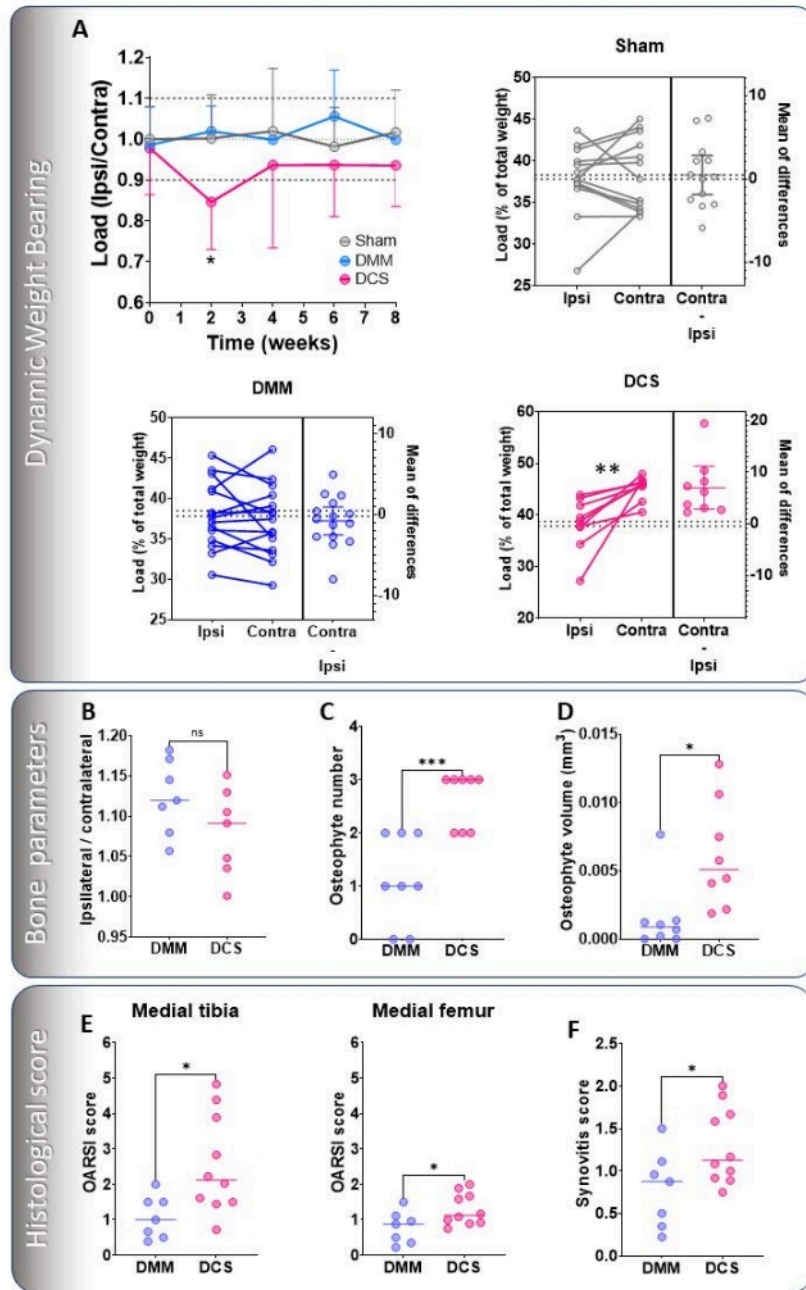 Dynamic Weight Bearing
A
1.2
1.1
1.0
0.9
0.8
0.7
0.6
Load (Ipsi/Contra)
*
Sham
DMM
DCS
0 1 2 3 4 5 6 7 8
Time (weeks)
Sham
50
45
40
35
30
25
Load (% of total weight)
10
0
-10
Mean of differences
Ipsi Contra Contra
-
Ipsi
DMM
50
45
40
35
30
25
Load (% of total weight)
10
0
-10
Mean of differences
Ipsi Contra Contra
-
Ipsi
DCS
60
50
40
30
20
Load (% of total weight)
**
20
10
0
-10
Mean of differences
Ipsi Contra Contra
-
Ipsi
Bone parameters
B
1.20
1.15
1.10
1.05
1.00
0.95
Ipsilateral / contralateral
ns
DMM DCS
C
4
3
2
1
0
Osteophyte number
***
DMM DCS
D
0.015
0.010
0.005
0.000
Osteophyte volume (mm³)
*
DMM DCS
Histological score
E
Medial tibia
6
5
4
3
2
1
0
OARSI score
*
DMM DCS
Medial femur
6
5
4
3
2
1
0
OARSI score
*
DMM DCS
F
2.5
2.0
1.5
1.0
0.5
0.0
Synovitis score
*
DMM DCS